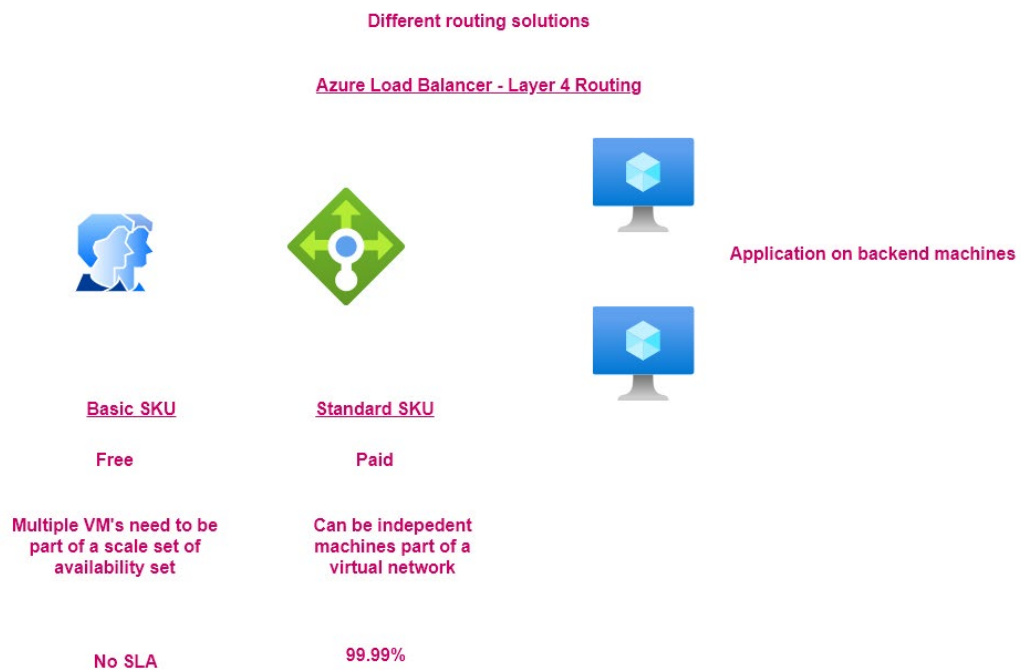 Different routing solutions
Azure Load Balancer - Layer 4 Routing
Application on backend machines
Basic SKU
Standard SKU
Free
Paid
Multiple VM's need to be
part of a scale set of
availability set
Can be indepedent
machines part of a
virtual network
No SLA
99.99%